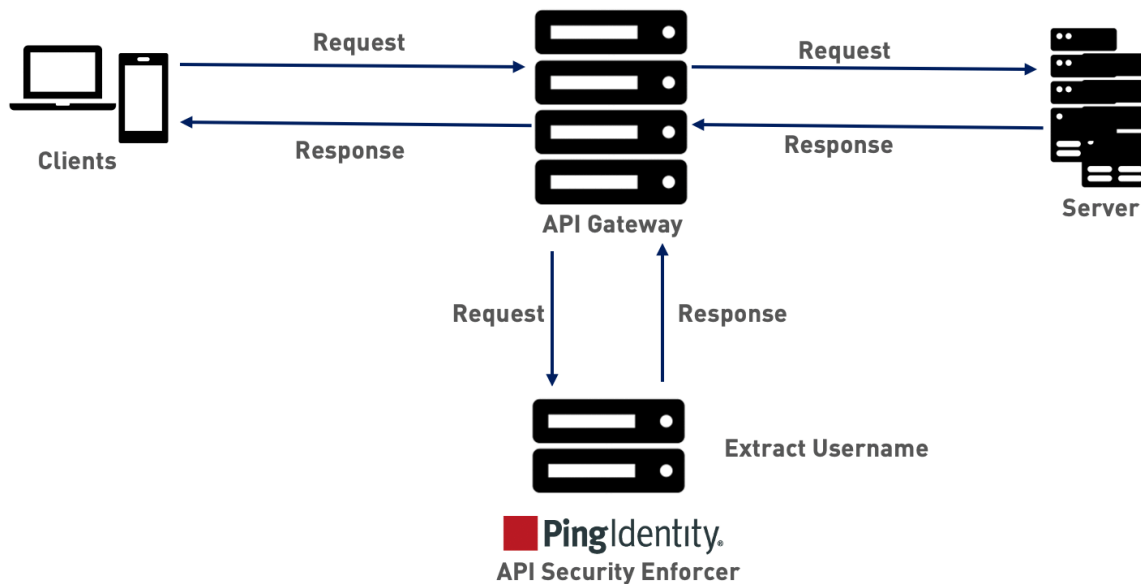 Request
Request
Response
Response
Clients
API Gateway
Server
Request
Response
Extract Username
PingIdentity.
API Security Enforcer